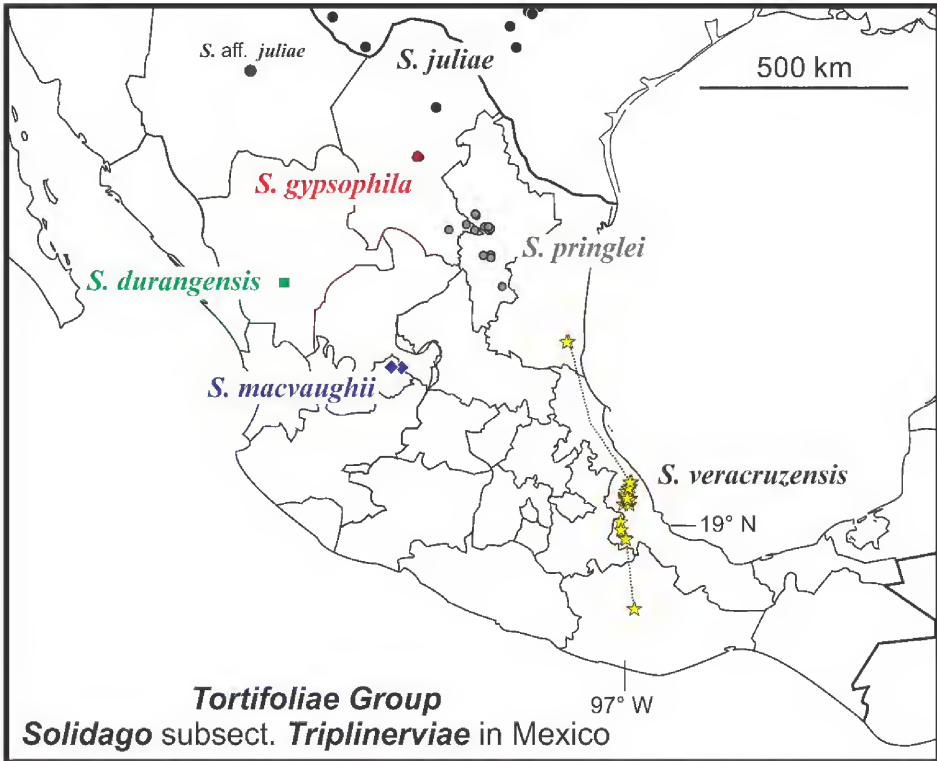 S. aff. juliae
S. juliae
500 km
S. gypsophila
S. pringlei
S. durangensis
S. macvaughii
S. veracruzensis
19° N
97° W
Tortifoliae Group
Solidago subsect. Triplinerviae in Mexico